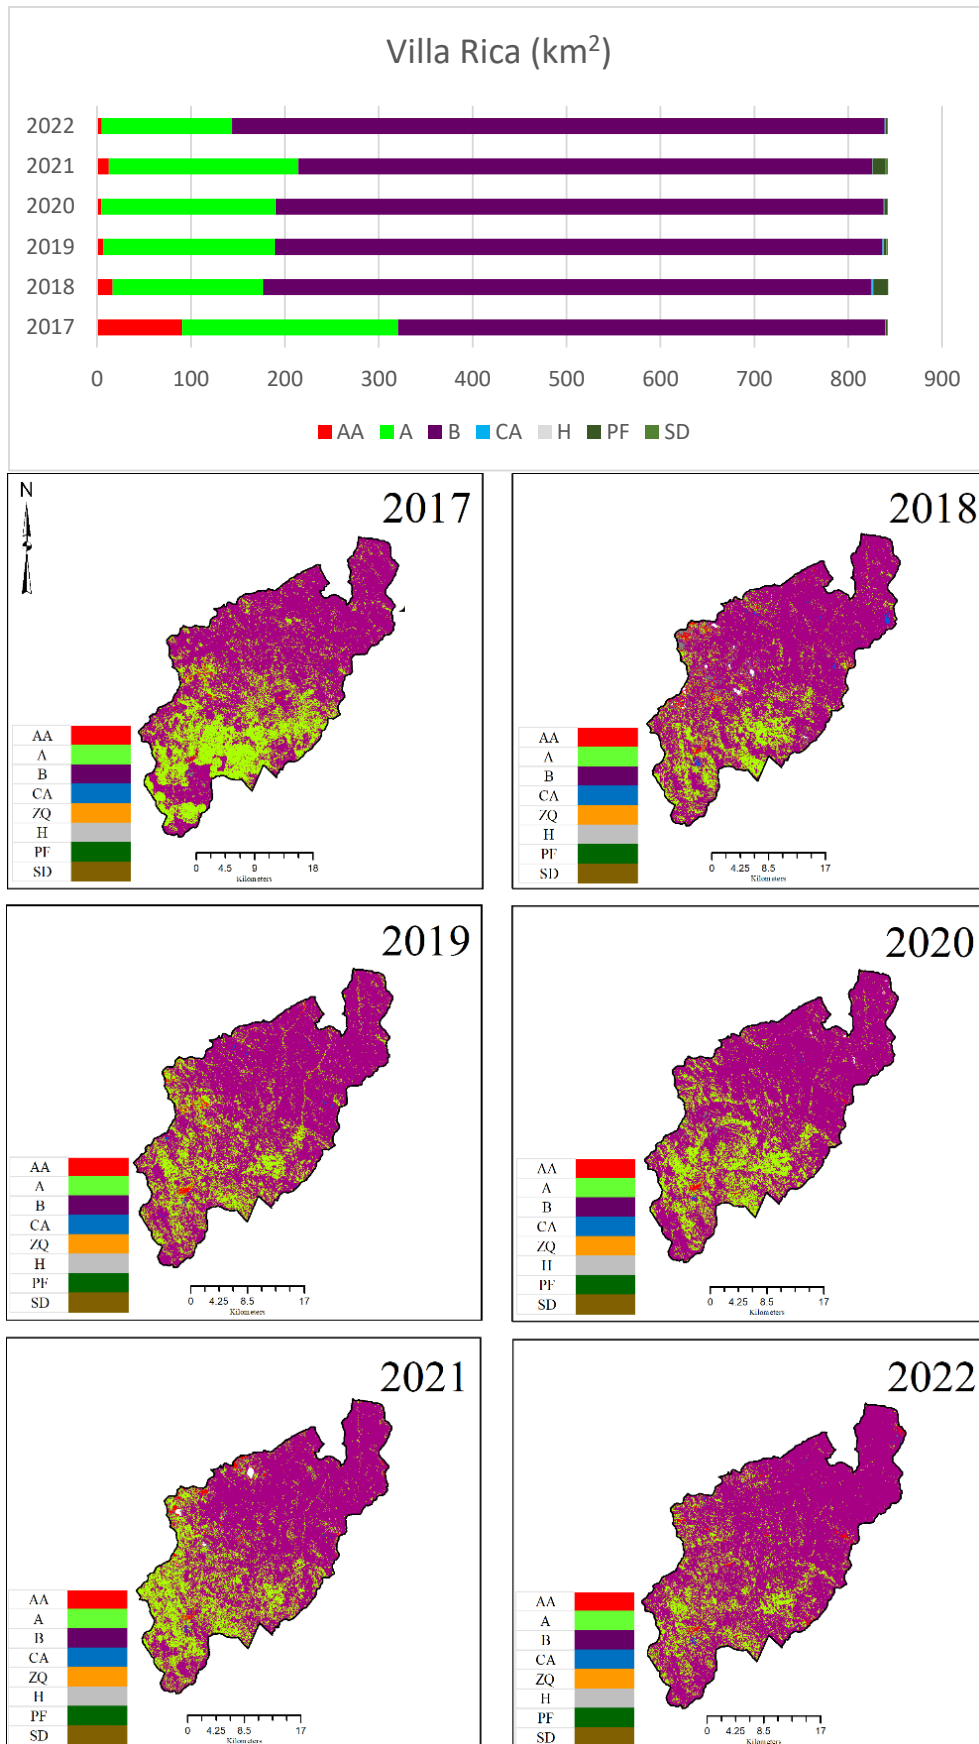 Villa Rica (km²)
2022
2021
2020
2019
2018
2017
0 100 200 300 400 500 600 700 800 900
AA A B CA H PF SD
N
2017
AA
A
B
CA
ZQ
H
PF
SD
0 4.5 9 18
Kilometers
2018
AA
A
B
CA
ZQ
H
PF
SD
0 4.25 8.5 17
Kilometers
2019
AA
A
B
CA
ZQ
H
PF
SD
0 4.25 8.5 17
Kilometers
2020
AA
A
B
CA
ZQ
H
PF
SD
0 4.25 8.5 17
Kilometers
2021
AA
A
B
CA
ZQ
H
PF
SD
0 4.25 8.5 17
Kilometers
2022
AA
A
B
CA
ZQ
H
PF
SD
0 4.25 8.5 17
Kilometers